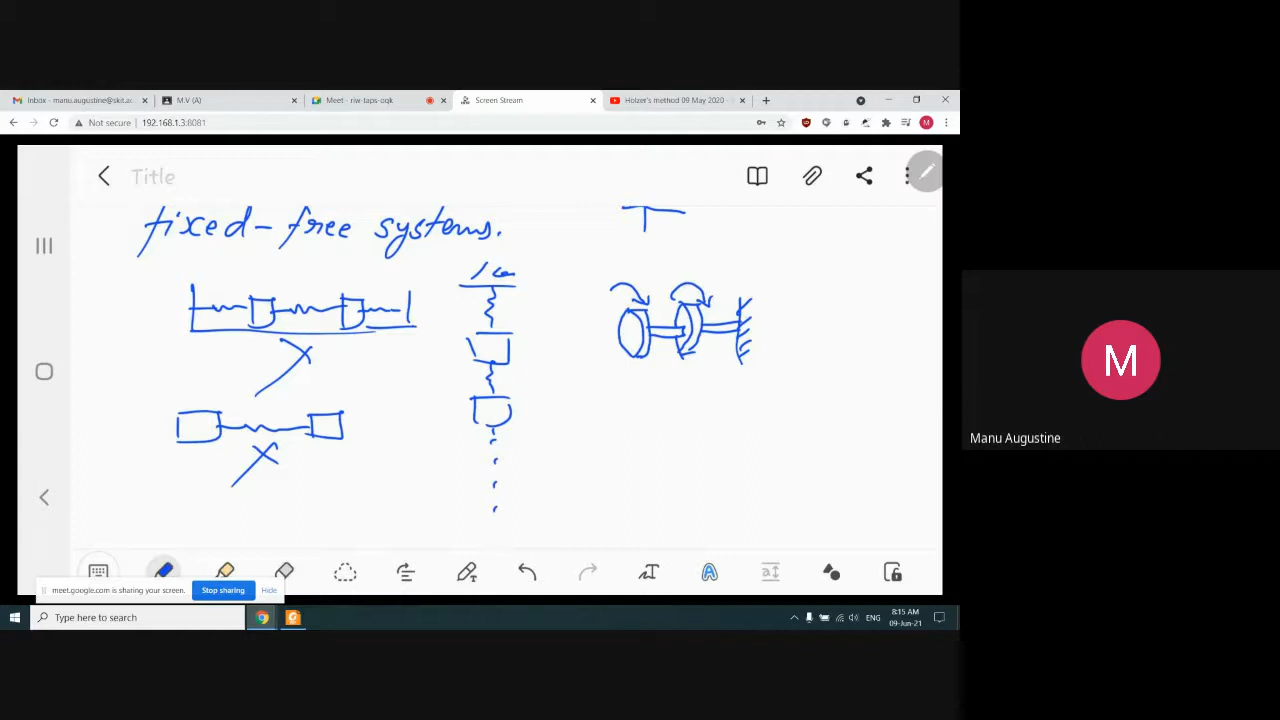 Inbox - manu.augustine@skit.ac
M.V (A)
Meet - riw-taps-oqk
Screen Stream
Holzer's method 09 May 2020 -
Not secure
192.168.1.3:8081
M
Title
fixed-free systems.
M
Manu Augustine
meet.google.com is sharing your screen.
Stop sharing
Hide
Type here to search
ENG
8:15 AM
09-Jun-21